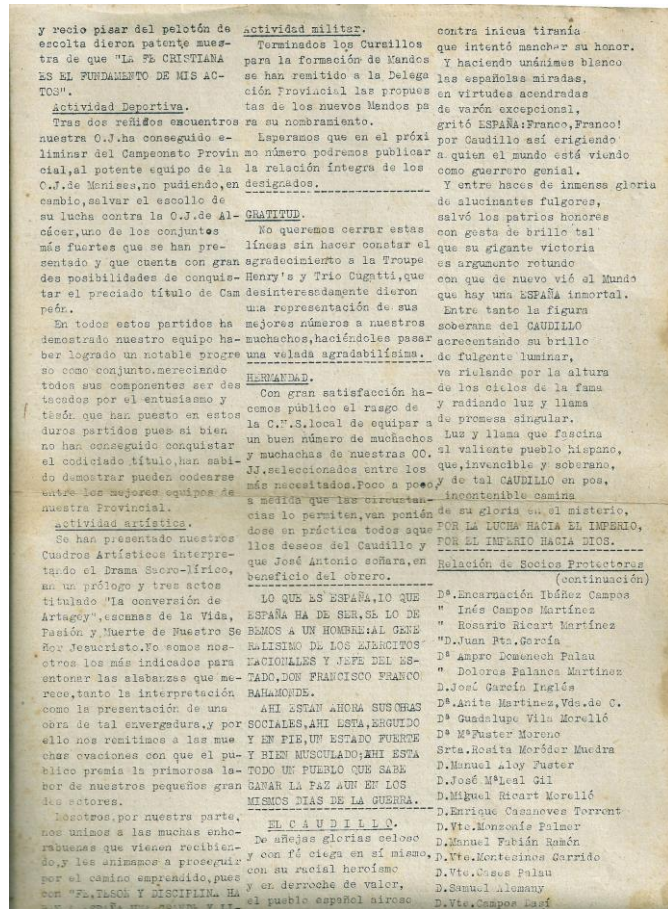 y recio pisar del pelotón de
escolta dieron patente mues-
tra de que "LA FE CRISTIANA
ES EL FUNDAMENTO DE MIS AC-
TOS".
Actividad Deportiva.
Tras dos reñidos encuentros
nuestra O.J.ha conseguido e-
liminar del Campeonato Provin
cial,al potente equipo de la
O.J.de Manises,no pudiendo,en
cambio,salvar el escollo de
su lucha contra la O.J.de Al-
cácer,uno de los conjuntos
más fuertes que se han pre-
sentado y que cuenta con gran
des posibilidades de conquis-
tar el preciado título de Cam
peón.
En todos estos partidos ha
demostrado nuestro equipo ha-
ber logrado un notable progre
so como conjunto.mereciendo
todos sus componentes ser des
tacados por el entusiasmo y
tesón que han puesto en estos
duros partidos pues si bien
no han conseguido conquistar
el codiciado título,han sabi-
do demostrar pueden codearse
entre los mejores equipos de
nuestra Provincial.
Actividad artística.
Se han presentado nuestros
Cuadros Artísticos interpre-
tando el Drama Sacro-lírico,
en un prólogo y tres actos
titulado "la conversión de
Artagey",escenas de la Vida,
Pasión y Muerte de Nuestro Se
ñor Jesucristo.No somos nos-
otros los más indicados para
entonar las alabanzas que me-
rece,tanto la interpretación
como la presentación de una
obra de tal envergadura,y por
ello nos remitimos a las mue
chas ovaciones con que el pu-
blico premia la primorosa la-
bor de nuestros pequeños gran
des actores.
Nosotros,por nuestra parte,
nos unimos a las muchas enho-
rabuenas que vienen recibien-
do,y les animamos a proseguir
por el camino emprendido,pues
con "FE,TESON Y DISCIPLINA HA
Actividad militar.
Terminados los Cursillos
para la formación de Mandos
se han remitido a la Delega
ción Provincial las propues
tas de los nuevos Mandos pa
ra su nombramiento.
Esperamos que en el próxi
mo número podremos publicar
la relación íntegra de los
designados.
GRATITUD.
No queremos cerrar estas
líneas sin hacer constar el
agradecimiento a la Troupe
Henry's y Trio Cugatti,que
desinteresadamente dieron
una representación de sus
mejores números a nuestros
muchachos,haciéndoles pasar
una velada agradabilísima.
HERMANDAD.
Con gran satisfacción ha-
cemos público el rasgo de
la C.N.S.local de equipar a
un buen número de muchachos
y muchachas de nuestras OO.
JJ.seleccionados entre los
más necesitados.Poco a poco,
a medida que las circustan-
cias lo permiten,van ponién
dose en práctica todos aque
llos deseos del Caudillo y
que José Antonio soñara,en
beneficio del obrero.
LO QUE ES ESPAÑA,LO QUE
ESPAÑA HA DE SER,SE LO DE
BEMOS A UN HOMBRE:AL GENE
RALISIMO DE LOS EJERCITOS
NACIONALES Y JEFE DEL ES-
TADO,DON FRANCISCO FRANCO
BAHAMONDE.
AHI ESTAN AHORA SUS OBRAS
SOCIALES,AHI ESTA,ERGUIDO
Y EN PIE,UN ESTADO FUERTE
Y BIEN MUSCULADO;AHI ESTA
TODO UN PUEBLO QUE SABE
GANAR LA PAZ AUN EN LOS
MISMOS DIAS DE LA GUERRA.
EL CAUDILLO.
De añejas glorias celoso
y con fé ciega en sí mismo,
con su racial heroísmo
y en derroche de valor,
el pueblo español airoso
contra inicua tiranía
que intentó manchar su honor.
Y haciendo unánimes blanco
las españolas miradas,
en virtudes acendradas
de varón excepcional,
gritó ESPAÑA:Franco,Franco!
por Caudillo así erigiendo
a quien el mundo está viendo
como guerrero genial.
Y entre haces de inmensa gloria
de alucinantes fulgores,
salvó los patrios honores
con gesta de brillo tal
que su gigante victoria
es argumento rotundo
con que de nuevo vió el Mundo
que hay una ESPAÑA inmortal.
Entre tanto la figura
soberana del CAUDILLO
acrecentando su brillo
de fulgente luminar,
va rielando por la altura
de los cielos de la fama
y radiando luz y llama
de promesa singular.
Luz y llama que fascina
al valiente pueblo hispano,
que,invencible y soberano,
y de tal CAUDILLO en pos,
incontenible camina
de su gloria en el misterio,
POR LA LUCHA HACIA EL IMPERIO,
POR EL IMPERIO HACIA DIOS.
Relación de Socios Protectores
(continuación)
Dª.Encarnación Ibáñez Campos
" Inés Campos Martínez
" Rosario Ricart Martínez
"D.Juan Bta.García
Dª Ampro Domenech Palau
" Dolores Palanca Martínez
D.José García Inglés
Dª.Anita Martinez,Vda.de C.
Dª Guadalupe Vila Morelló
Dª MªFuster Moreno
Srta.Rosita Moróder Muedra
D.Manuel Aloy Fuster
D.José MªLeal Gil
D.Miguel Ricart Morelló
D.Enrique Casanoves Torrent
D.Vte.Monzonís Palmer
D.Manuel Fabián Ramón
D.Vte.Montesinos Garrido
D.Vte.Cases Palau
D.Samuel Alemany
D.Vte.Campos Dasí